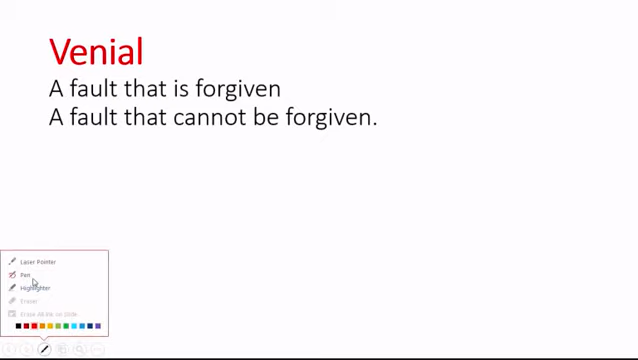 Venial
A fault that is forgiven
A fault that cannot be forgiven.
Laser Pointer
Pen
Highlighter
Eraser
Erase All Ink on Slide